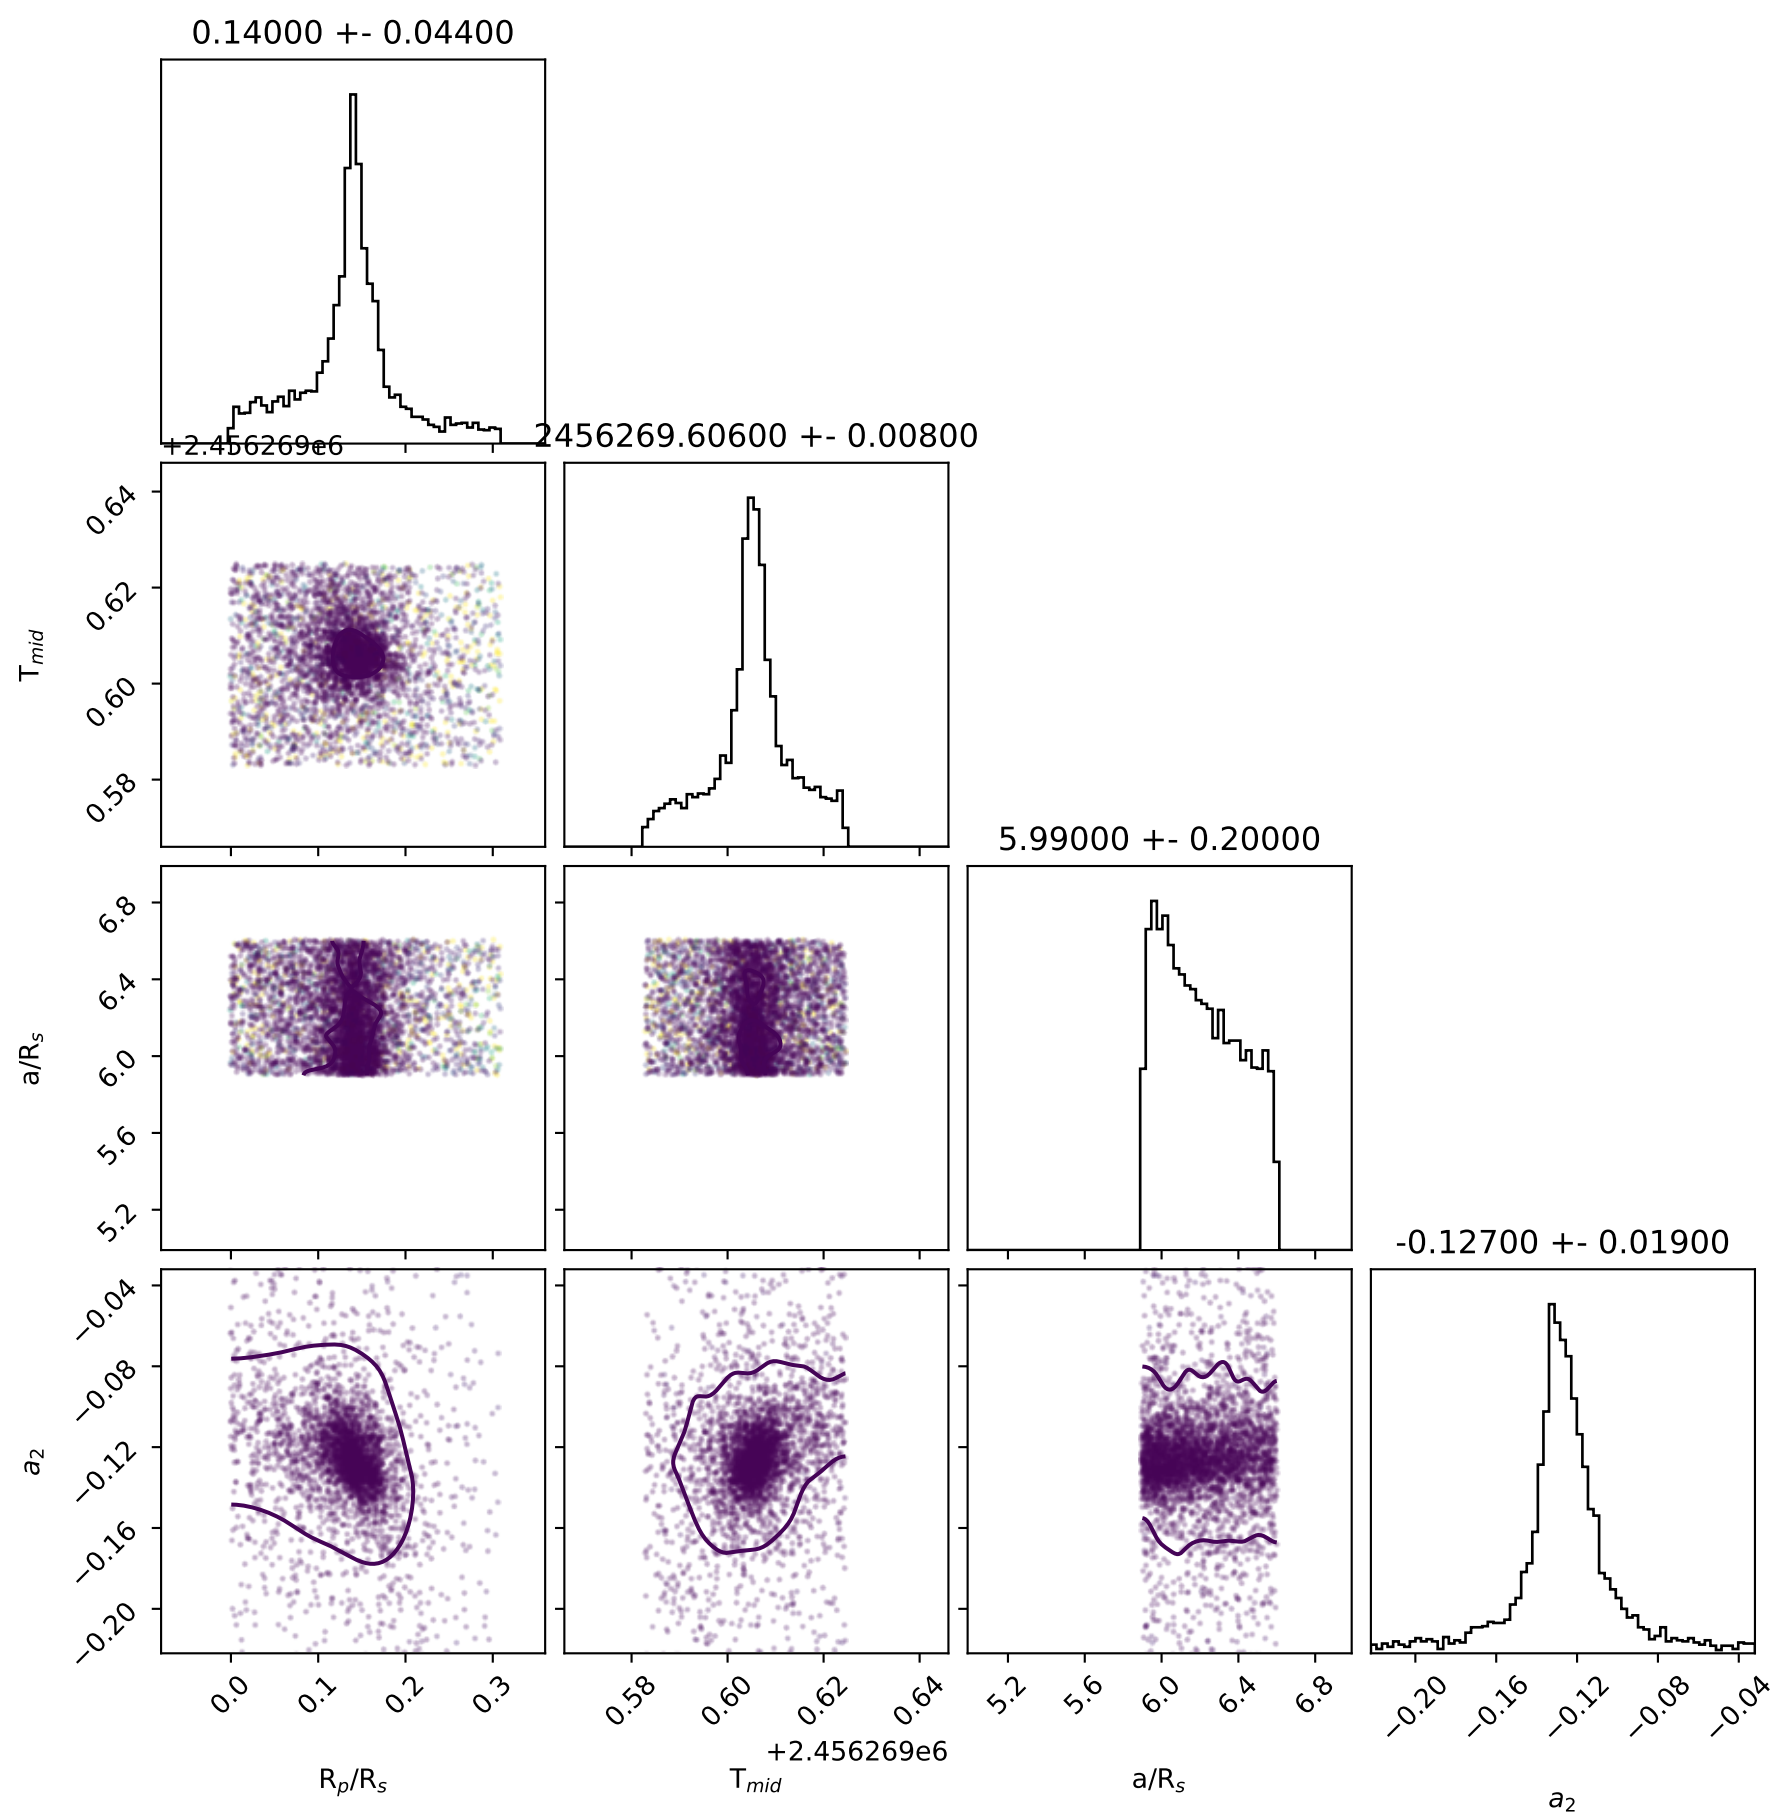 0.14000 +- 0.04400
+2.456269e6
2456269.60600 +- 0.00800
0.64
0.62
0.60
0.58
T_mid
5.99000 +- 0.20000
6.8
6.4
6.0
5.6
5.2
a/R_s
-0.12700 +- 0.01900
−0.04
−0.08
−0.12
−0.16
−0.20
a_2
0.0 0.1 0.2 0.3
0.58 0.60 0.62 0.64
5.2 5.6 6.0 6.4 6.8
−0.20 −0.16 −0.12 −0.08 −0.04
+2.456269e6
R_p/R_s
T_mid
a/R_s
a_2